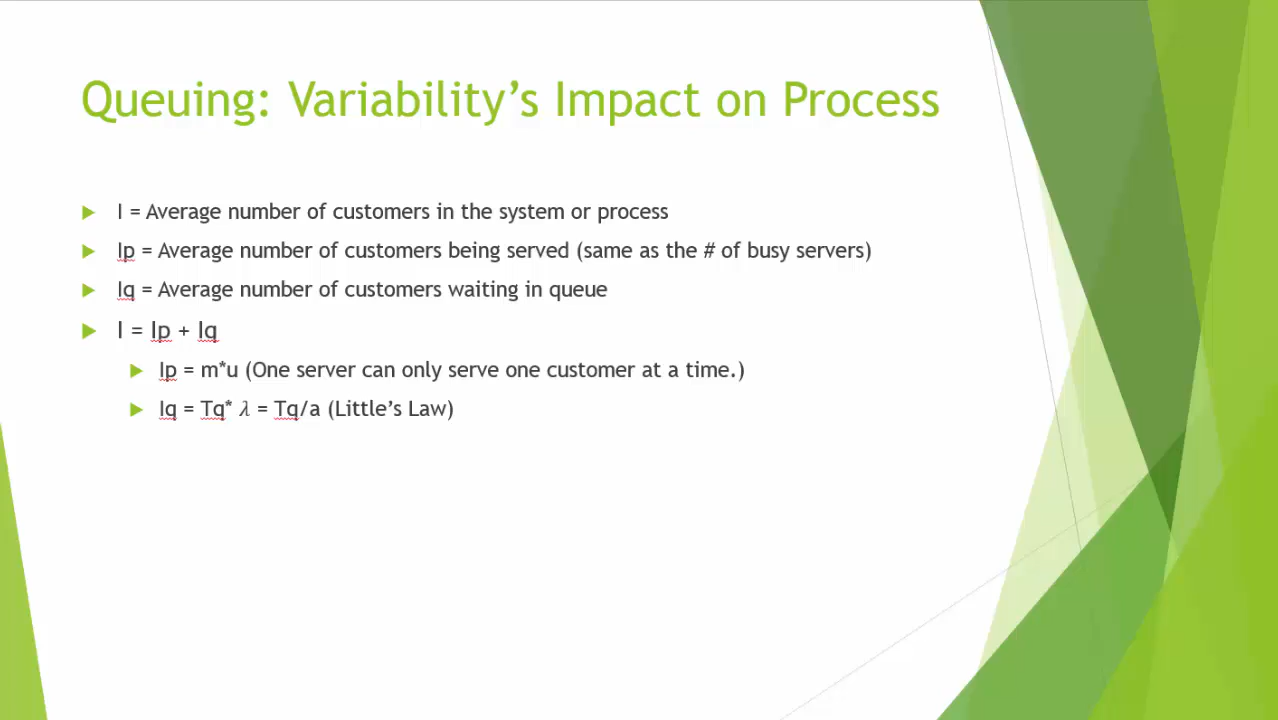 Queuing: Variability’s Impact on Process
I = Average number of customers in the system or process
Ip = Average number of customers being served (same as the # of busy servers)
Iq = Average number of customers waiting in queue
I = Ip + Iq
Ip = m*u (One server can only serve one customer at a time.)
Iq = Tq* λ = Tq/a (Little’s Law)